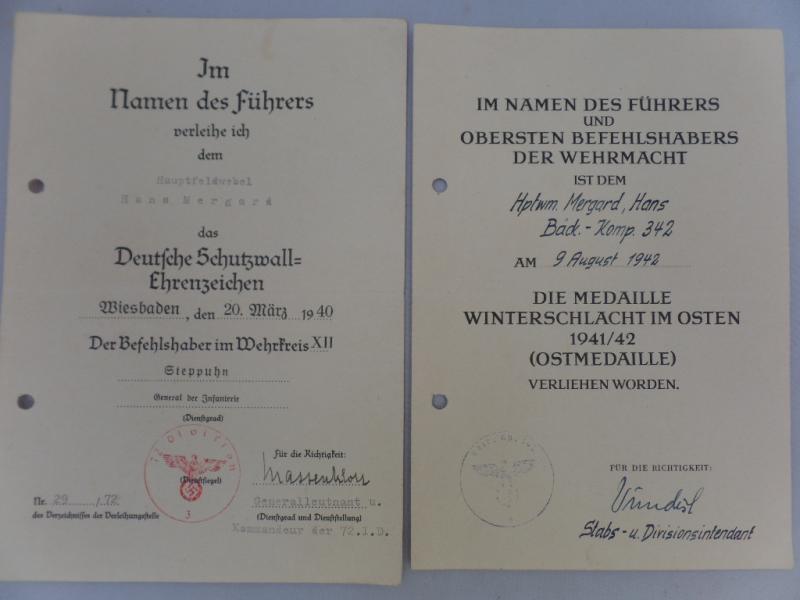 Im
Namen des Führers
verleihe ich
dem
Hauptfeldwebel
Hans Mergard
das
Deutsche Schutzwall=
Ehrenzeichen
Wiesbaden, den 20. März 1940
Der Befehlshaber im Wehrkreis XII
Steppuhn
General der Infanterie
(Dienstgrad)
72. Division
(Dienstsiegel)
3
Für die Richtigkeit:
Generalleutnant u.
(Dienstgrad und Dienststellung)
Kommandeur der 72.I.D.
Nr. 29 /72
des Verzeichnisses der Verleihungsstelle
IM NAMEN DES FÜHRERS
UND
OBERSTEN BEFEHLSHABERS
DER WEHRMACHT
IST DEM
Hptwm. Mergard, Hans
Bäck.-Komp. 342
AM 9 August 1942
DIE MEDAILLE
WINTERSCHLACHT IM OSTEN
1941/42
(OSTMEDAILLE)
VERLIEHEN WORDEN.
FÜR DIE RICHTIGKEIT:
Stabs- u. Divisionsintendant